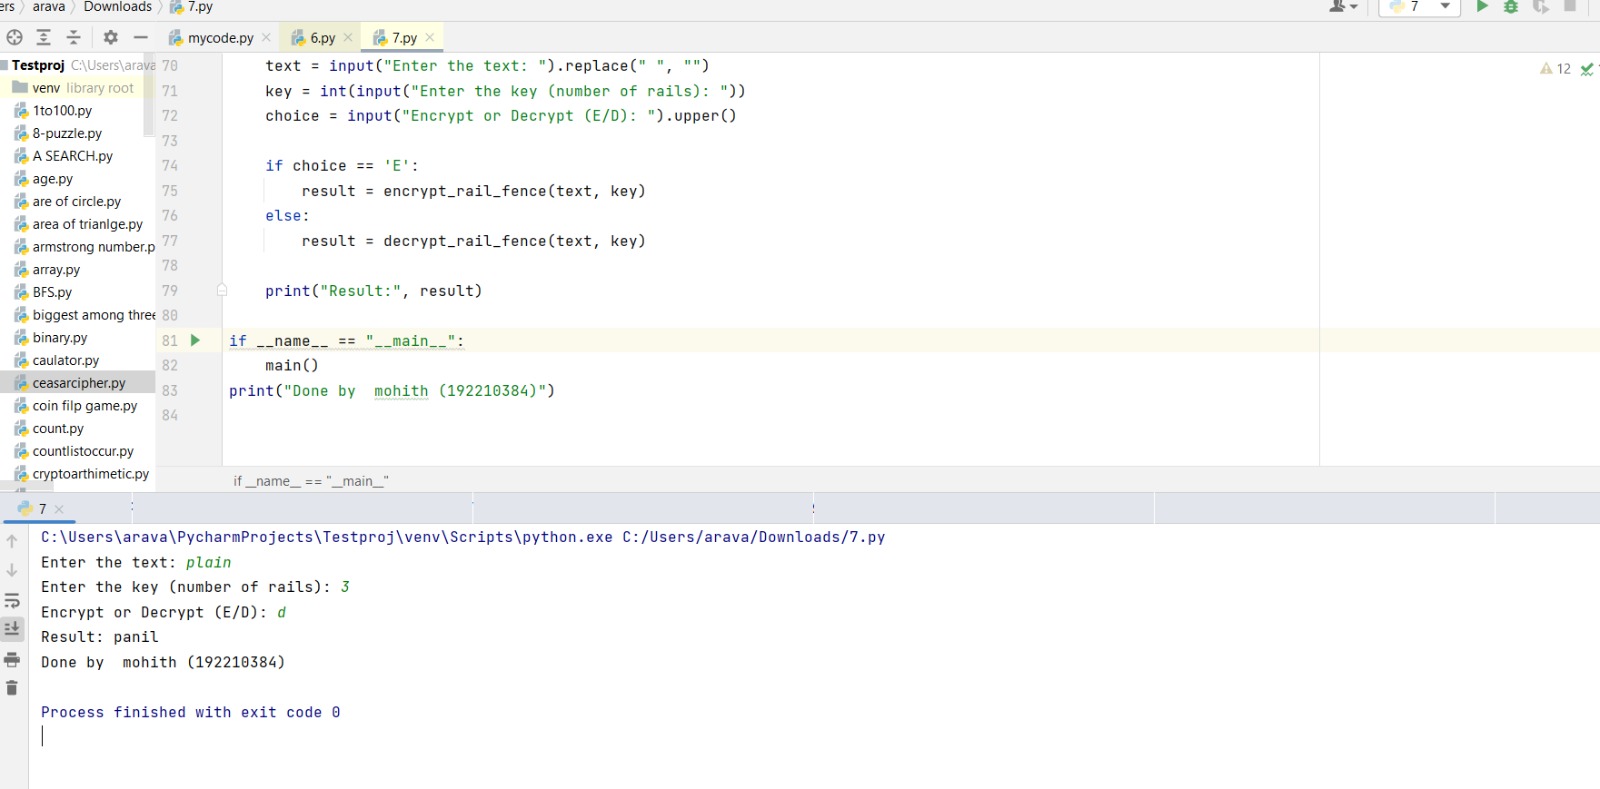 ers arava Downloads 7.py
7
mycode.py 6.py 7.py
Testproj C:\Users\arava
venv library root
1to100.py
8-puzzle.py
A SEARCH.py
age.py
are of circle.py
area of trianlge.py
armstrong number.p
array.py
BFS.py
biggest among three
binary.py
caulator.py
ceasarcipher.py
coin filp game.py
count.py
countlistoccur.py
cryptoarthimetic.py
12
70 text = input("Enter the text: ").replace(" ", "")
71 key = int(input("Enter the key (number of rails): "))
72 choice = input("Encrypt or Decrypt (E/D): ").upper()
73
74 if choice == 'E':
75 result = encrypt_rail_fence(text, key)
76 else:
77 result = decrypt_rail_fence(text, key)
78
79 print("Result:", result)
80
81 if __name__ == "__main__":
82 main()
83 print("Done by  mohith (192210384)")
84
if __name__ == "__main__"
7
C:\Users\arava\PycharmProjects\Testproj\venv\Scripts\python.exe C:/Users/arava/Downloads/7.py
Enter the text: plain
Enter the key (number of rails): 3
Encrypt or Decrypt (E/D): d
Result: panil
Done by  mohith (192210384)
Process finished with exit code 0